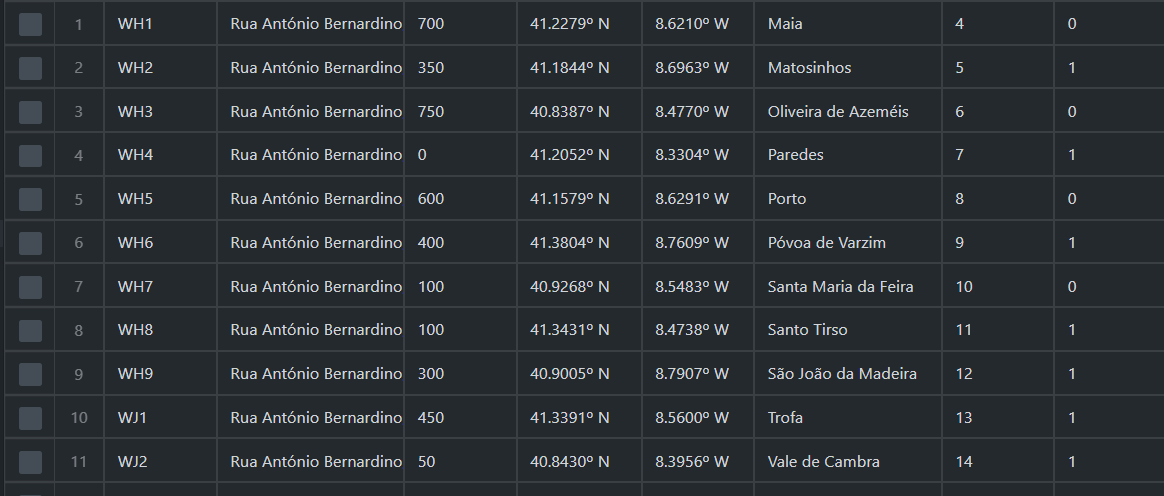 1 WH1 Rua António Bernardino 700 41.2279º N 8.6210º W Maia 4 0
2 WH2 Rua António Bernardino 350 41.1844º N 8.6963º W Matosinhos 5 1
3 WH3 Rua António Bernardino 750 40.8387º N 8.4770º W Oliveira de Azeméis 6 0
4 WH4 Rua António Bernardino 0 41.2052º N 8.3304º W Paredes 7 1
5 WH5 Rua António Bernardino 600 41.1579º N 8.6291º W Porto 8 0
6 WH6 Rua António Bernardino 400 41.3804º N 8.7609º W Póvoa de Varzim 9 1
7 WH7 Rua António Bernardino 100 40.9268º N 8.5483º W Santa Maria da Feira 10 0
8 WH8 Rua António Bernardino 100 41.3431º N 8.4738º W Santo Tirso 11 1
9 WH9 Rua António Bernardino 300 40.9005º N 8.7907º W São João da Madeira 12 1
10 WJ1 Rua António Bernardino 450 41.3391º N 8.5600º W Trofa 13 1
11 WJ2 Rua António Bernardino 50 40.8430º N 8.3956º W Vale de Cambra 14 1